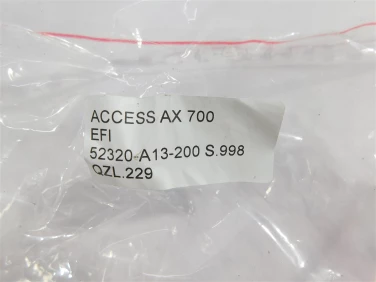 ACCESS AX 700
EFI
52320-A13-200 S.998
QZL.229